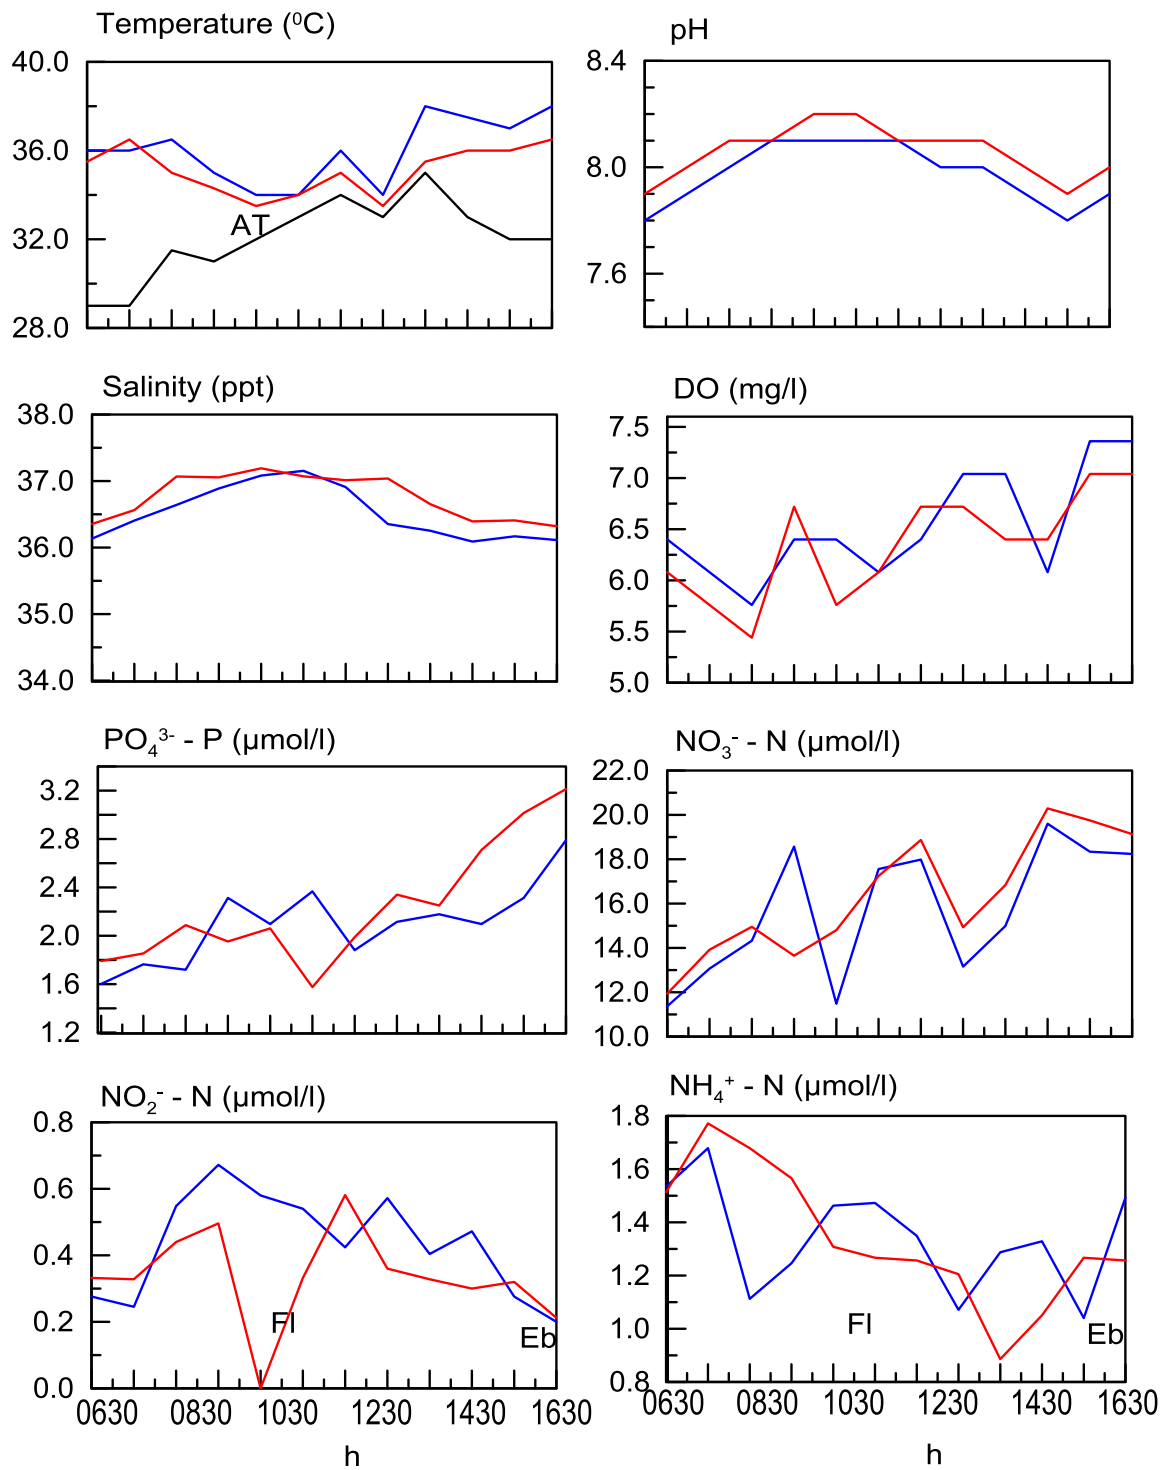 Temperature (⁰C)
40.0
36.0
32.0
28.0
AT
pH
8.4
8.0
7.6
Salinity (ppt)
38.0
37.0
36.0
35.0
34.0
DO (mg/l)
7.5
7.0
6.5
6.0
5.5
5.0
PO₄³⁻ - P (µmol/l)
3.2
2.8
2.4
2.0
1.6
1.2
NO₃⁻ - N (µmol/l)
22.0
20.0
18.0
16.0
14.0
12.0
10.0
NO₂⁻ - N (µmol/l)
0.8
0.6
0.4
0.2
0.0
Fl
Eb
0630 0830 1030 1230 1430 1630
h
NH₄⁺ - N (µmol/l)
1.8
1.6
1.4
1.2
1.0
0.8
Fl
Eb
0630 0830 1030 1230 1430 1630
h